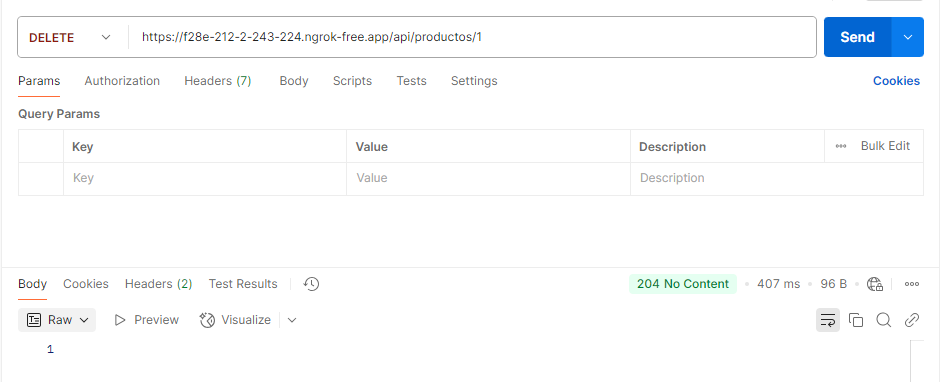 DELETE https://f28e-212-2-243-224.ngrok-free.app/api/productos/1 Send
Params Authorization Headers (7) Body Scripts Tests Settings Cookies
Query Params
Key Value Description Bulk Edit
Key Value Description
Body Cookies Headers (2) Test Results 204 No Content • 407 ms • 96 B
Raw Preview Visualize
1